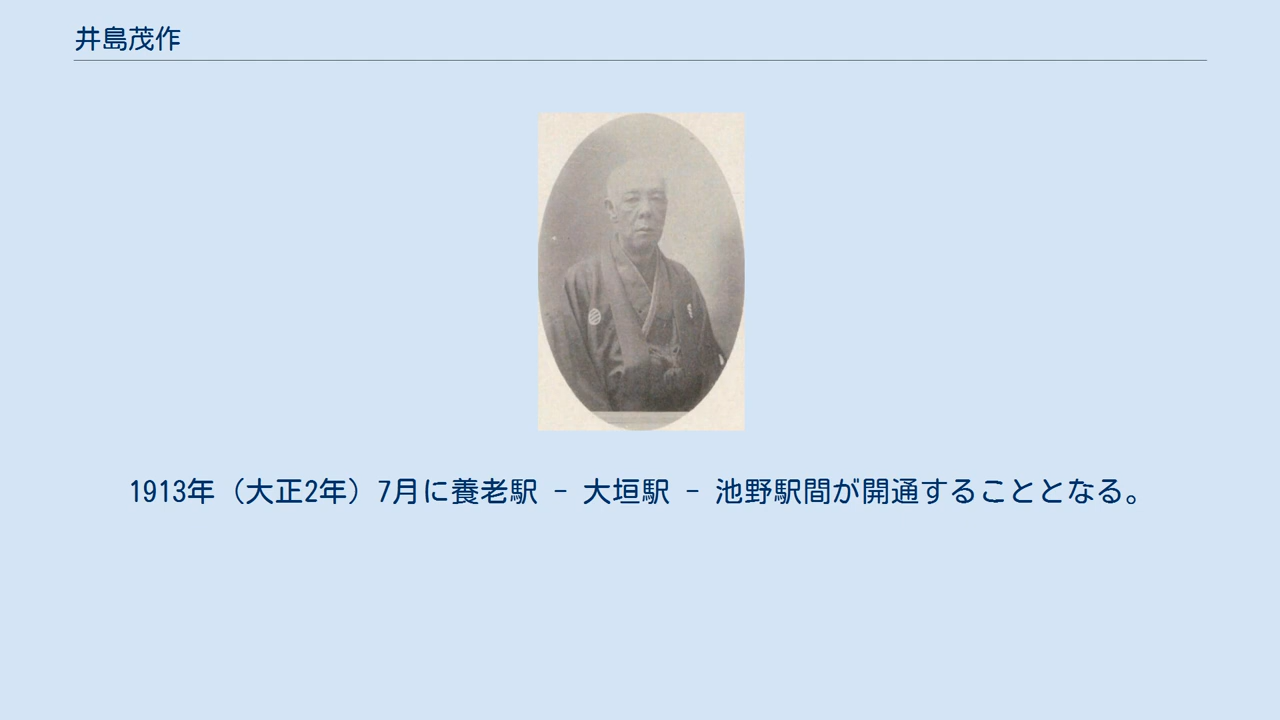 井島茂作
1913年（大正2年）7月に養老駅 - 大垣駅 - 池野駅間が開通することとなる。